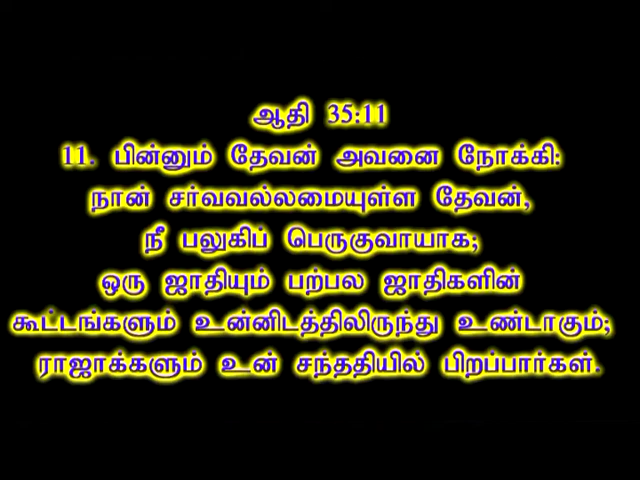 ஆதி 35:11
11. பின்னும் தேவன் அவனை நோக்கி:
நான் சர்வவல்லமையுள்ள தேவன்,
நீ பலுகிப் பெருகுவாயாக;
ஒரு ஜாதியும் பற்பல ஜாதிகளின்
கூட்டங்களும் உன்னிடத்திலிருந்து உண்டாகும்;
ராஜாக்களும் உன் சந்ததியில் பிறப்பார்கள்.